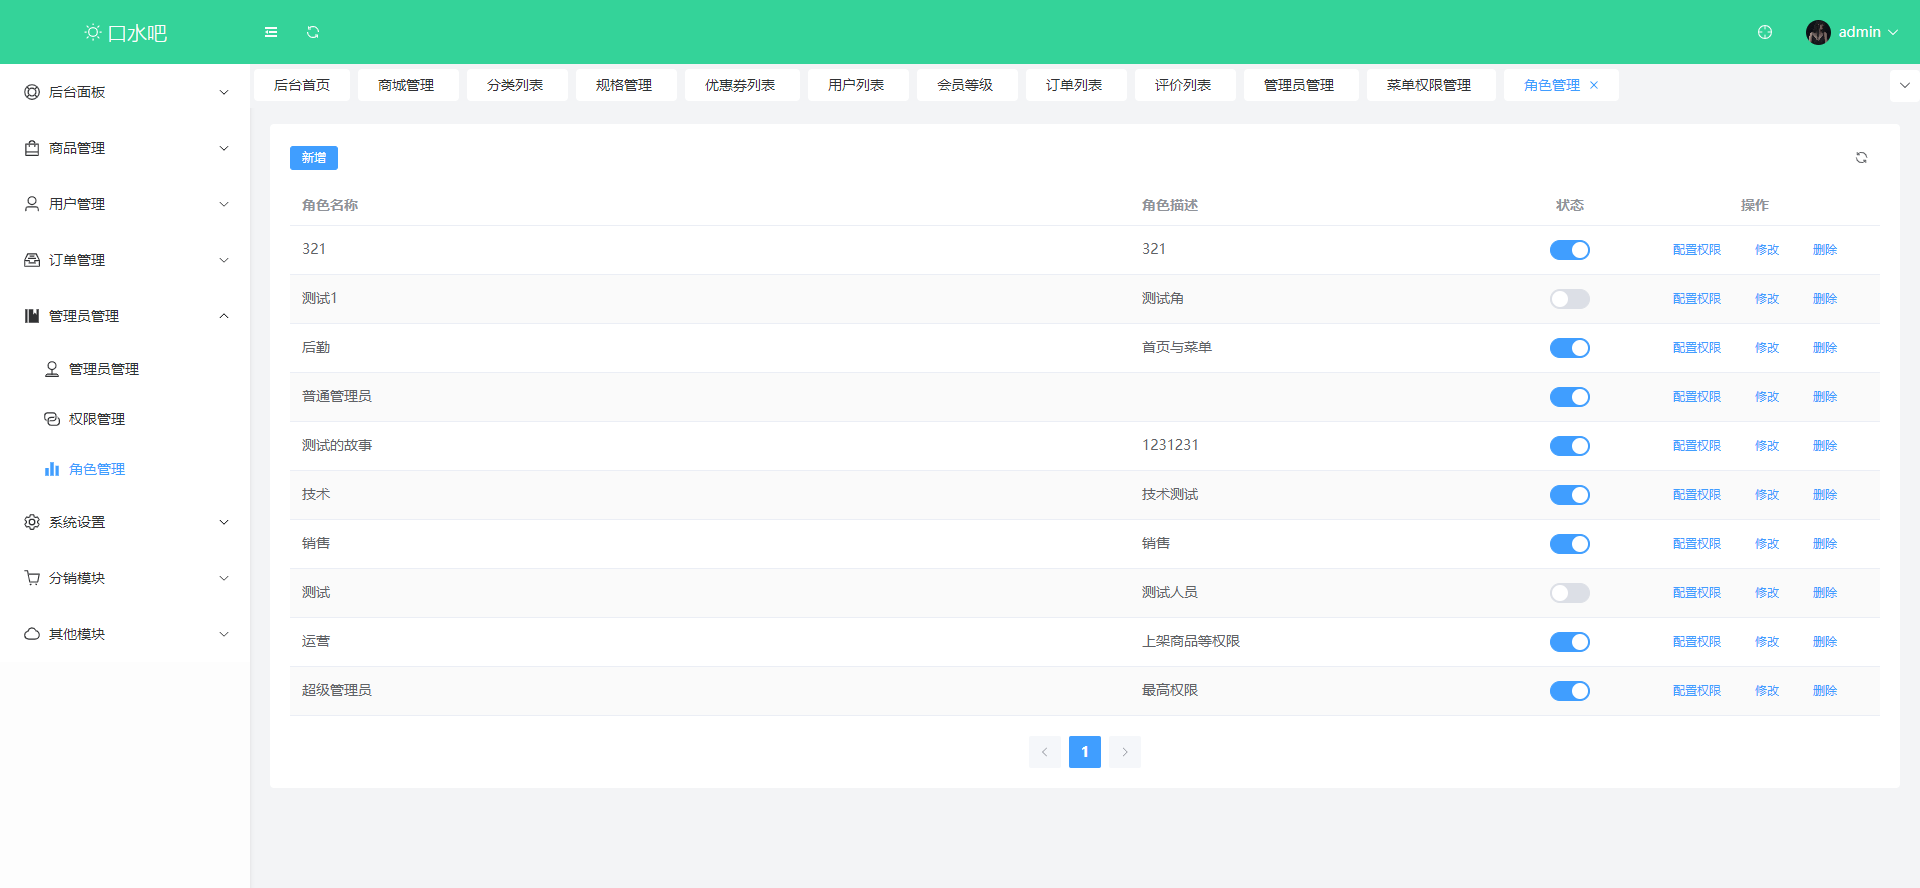 口水吧
admin
后台面板
商品管理
用户管理
订单管理
管理员管理
管理员管理
权限管理
角色管理
系统设置
分销模块
其他模块
后台首页 商城管理 分类列表 规格管理 优惠券列表 用户列表 会员等级 订单列表 评价列表 管理员管理 菜单权限管理 角色管理
新增
角色名称 角色描述 状态 操作
321 321 配置权限 修改 删除
测试1 测试角 配置权限 修改 删除
后勤 首页与菜单 配置权限 修改 删除
普通管理员 配置权限 修改 删除
测试的故事 1231231 配置权限 修改 删除
技术 技术测试 配置权限 修改 删除
销售 销售 配置权限 修改 删除
测试 测试人员 配置权限 修改 删除
运营 上架商品等权限 配置权限 修改 删除
超级管理员 最高权限 配置权限 修改 删除
1